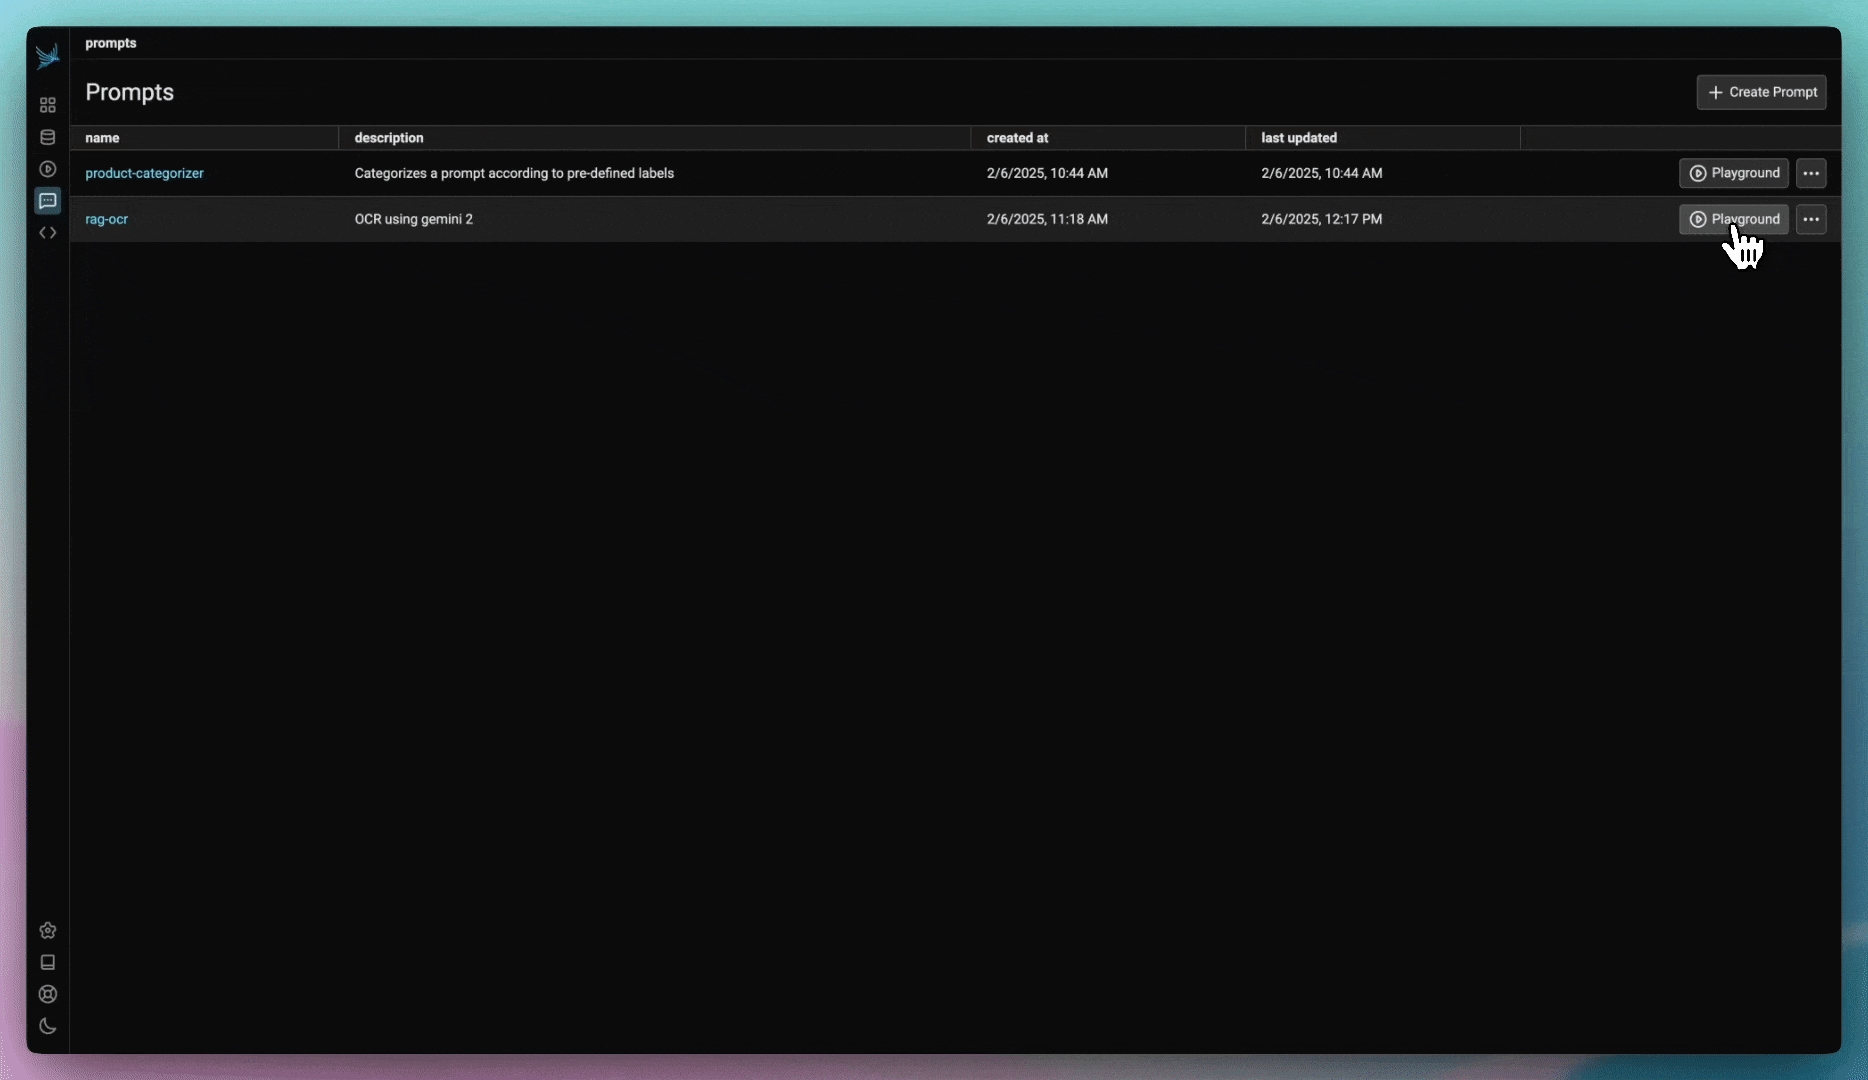 prompts
Prompts
Create Prompt
name description created at last updated
product-categorizer Categorizes a prompt according to pre-defined labels 2/6/2025, 10:44 AM 2/6/2025, 10:44 AM Playground
rag-ocr OCR using gemini 2 2/6/2025, 11:18 AM 2/6/2025, 12:17 PM Playground